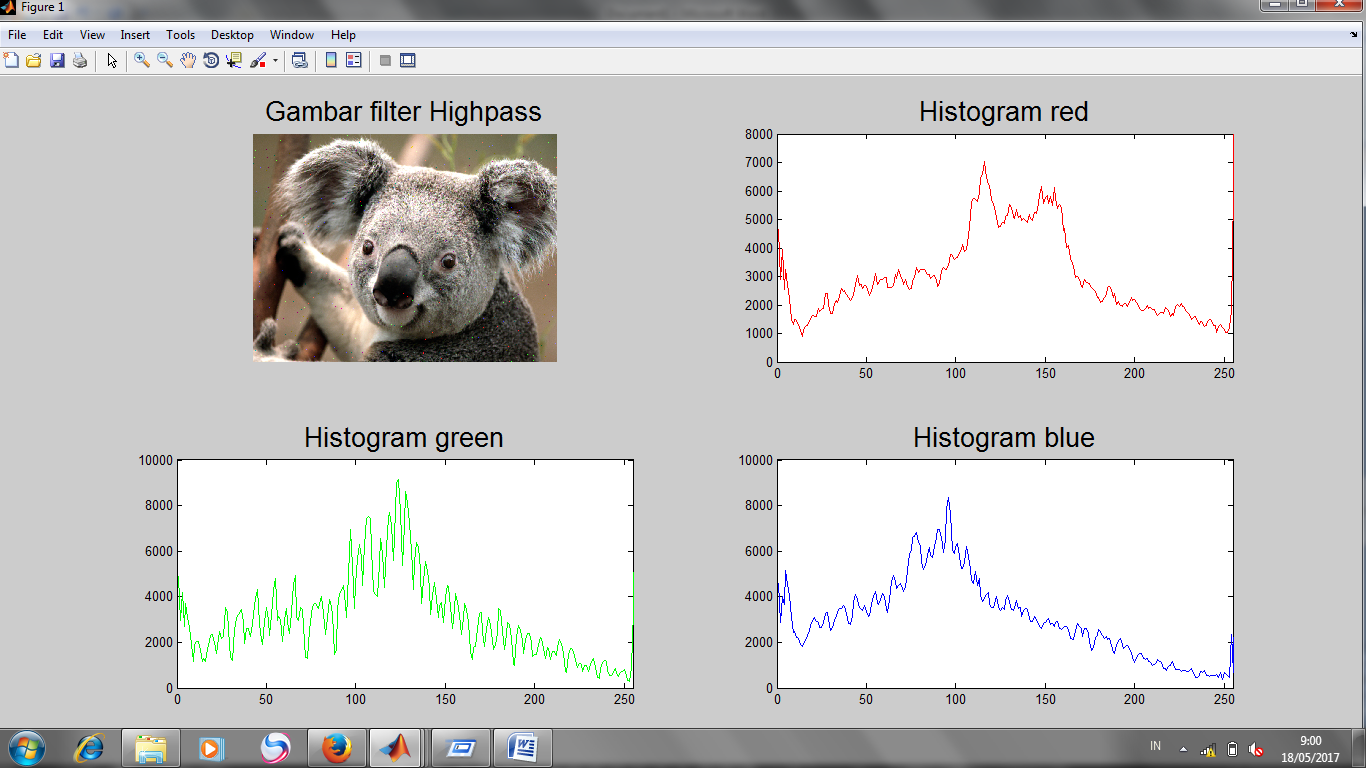 Figure 1
File Edit View Insert Tools Desktop Window Help
Gambar filter Highpass
Histogram red
8000
7000
6000
5000
4000
3000
2000
1000
0
0 50 100 150 200 250
Histogram green
10000
8000
6000
4000
2000
0
0 50 100 150 200 250
Histogram blue
10000
8000
6000
4000
2000
0
0 50 100 150 200 250
IN
9:00
18/05/2017